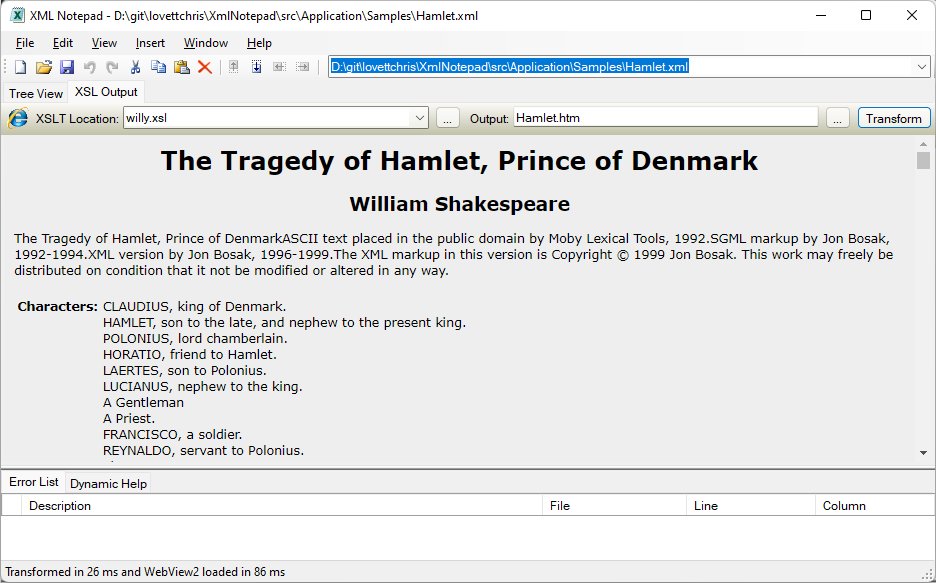 XML Notepad - D:\git\lovettchris\XmlNotepad\src\Application\Samples\Hamlet.xml
File Edit View Insert Window Help
D:\git\lovettchris\XmlNotepad\src\Application\Samples\Hamlet.xml
Tree View XSL Output
XSLT Location: willy.xsl ... Output: Hamlet.htm ... Transform
The Tragedy of Hamlet, Prince of Denmark
William Shakespeare
The Tragedy of Hamlet, Prince of DenmarkASCII text placed in the public domain by Moby Lexical Tools, 1992.SGML markup by Jon Bosak,
1992-1994.XML version by Jon Bosak, 1996-1999.The XML markup in this version is Copyright © 1999 Jon Bosak. This work may freely be
distributed on condition that it not be modified or altered in any way.
Characters: CLAUDIUS, king of Denmark.
HAMLET, son to the late, and nephew to the present king.
POLONIUS, lord chamberlain.
HORATIO, friend to Hamlet.
LAERTES, son to Polonius.
LUCIANUS, nephew to the king.
A Gentleman
A Priest.
FRANCISCO, a soldier.
REYNALDO, servant to Polonius.
Error List Dynamic Help
Description File Line Column
Transformed in 26 ms and WebView2 loaded in 86 ms